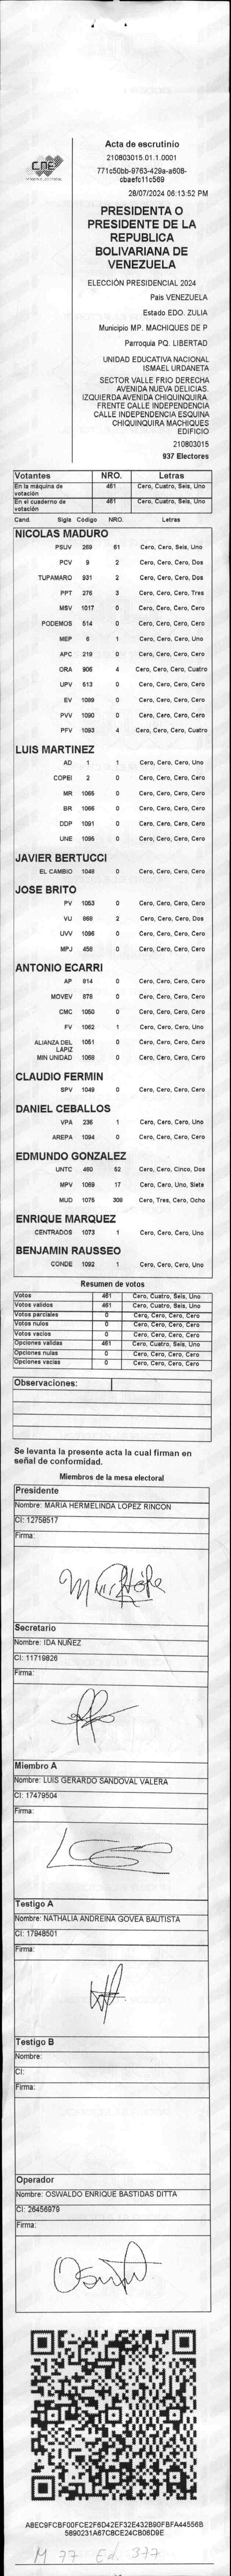 CNE
Acta de escrutinio
210803015.01.1.0001
771c50bb-9763-429a-a608-
cbaefc11c569
28/07/2024 06:13:52 PM
PRESIDENTA O
PRESIDENTE DE LA
REPUBLICA
BOLIVARIANA DE
VENEZUELA
ELECCIÓN PRESIDENCIAL 2024
País VENEZUELA
Estado EDO. ZULIA
Municipio MP. MACHIQUES DE P
Parroquia PQ. LIBERTAD
UNIDAD EDUCATIVA NACIONAL
ISMAEL URDANETA
SECTOR VALLE FRIO DERECHA
AVENIDA NUEVA DELICIAS.
IZQUIERDA AVENIDA CHIQUINQUIRA.
FRENTE CALLE INDEPENDENCIA
CALLE INDEPENDENCIA ESQUINA
CHIQUINQUIRA MACHIQUES
EDIFICIO
210803015
937 Electores
Votantes NRO. Letras
En la máquina de votación 461 Cero, Cuatro, Seis, Uno
En el cuaderno de votación 461 Cero, Cuatro, Seis, Uno
Cand. Sigla Código NRO. Letras
NICOLAS MADURO
PSUV 269 61 Cero, Cero, Seis, Uno
PCV 9 2 Cero, Cero, Cero, Dos
TUPAMARO 931 2 Cero, Cero, Cero, Dos
PPT 276 3 Cero, Cero, Cero, Tres
MSV 1017 0 Cero, Cero, Cero, Cero
PODEMOS 514 0 Cero, Cero, Cero, Cero
MEP 6 1 Cero, Cero, Cero, Uno
APC 219 0 Cero, Cero, Cero, Cero
ORA 906 4 Cero, Cero, Cero, Cuatro
UPV 513 0 Cero, Cero, Cero, Cero
EV 1089 0 Cero, Cero, Cero, Cero
PVV 1090 0 Cero, Cero, Cero, Cero
PFV 1093 4 Cero, Cero, Cero, Cuatro
LUIS MARTINEZ
AD 1 1 Cero, Cero, Cero, Uno
COPEI 2 0 Cero, Cero, Cero, Cero
MR 1065 0 Cero, Cero, Cero, Cero
BR 1066 0 Cero, Cero, Cero, Cero
DDP 1091 0 Cero, Cero, Cero, Cero
UNE 1095 0 Cero, Cero, Cero, Cero
JAVIER BERTUCCI
EL CAMBIO 1048 0 Cero, Cero, Cero, Cero
JOSE BRITO
PV 1053 0 Cero, Cero, Cero, Cero
VU 868 2 Cero, Cero, Cero, Dos
UVV 1096 0 Cero, Cero, Cero, Cero
MPJ 458 0 Cero, Cero, Cero, Cero
ANTONIO ECARRI
AP 814 0 Cero, Cero, Cero, Cero
MOVEV 878 0 Cero, Cero, Cero, Cero
CMC 1050 0 Cero, Cero, Cero, Cero
FV 1062 1 Cero, Cero, Cero, Uno
ALIANZA DEL LAPIZ 1051 0 Cero, Cero, Cero, Cero
MIN UNIDAD 1068 0 Cero, Cero, Cero, Cero
CLAUDIO FERMIN
SPV 1049 0 Cero, Cero, Cero, Cero
DANIEL CEBALLOS
VPA 236 1 Cero, Cero, Cero, Uno
AREPA 1094 0 Cero, Cero, Cero, Cero
EDMUNDO GONZALEZ
UNTC 460 52 Cero, Cero, Cinco, Dos
MPV 1069 17 Cero, Cero, Uno, Siete
MUD 1075 308 Cero, Tres, Cero, Ocho
ENRIQUE MARQUEZ
CENTRADOS 1073 1 Cero, Cero, Cero, Uno
BENJAMIN RAUSSEO
CONDE 1092 1 Cero, Cero, Cero, Uno
Resumen de votos
Votos 461 Cero, Cuatro, Seis, Uno
Votos validos 461 Cero, Cuatro, Seis, Uno
Votos parciales 0 Cero, Cero, Cero, Cero
Votos nulos 0 Cero, Cero, Cero, Cero
Votos vacios 0 Cero, Cero, Cero, Cero
Opciones validas 461 Cero, Cuatro, Seis, Uno
Opciones nulas 0 Cero, Cero, Cero, Cero
Opciones vacias 0 Cero, Cero, Cero, Cero
Observaciones:
Se levanta la presente acta la cual firman en
señal de conformidad.
Miembros de la mesa electoral
Presidente
Nombre: MARIA HERMELINDA LOPEZ RINCON
CI: 12758517
Firma:
Secretario
Nombre: IDA NUÑEZ
CI: 11719826
Firma:
Miembro A
Nombre: LUIS GERARDO SANDOVAL VALERA
CI: 17479504
Firma:
Testigo A
Nombre: NATHALIA ANDREINA GOVEA BAUTISTA
CI: 17948501
Firma:
Testigo B
Nombre:
CI:
Firma:
Operador
Nombre: OSWALDO ENRIQUE BASTIDAS DITTA
CI: 26456979
Firma:
A8EC9FCBF00FCE2F6D42EF32E432B90FBFA44556B
5890231A67C8CE24CB06D9E
M 77 Ed. 377